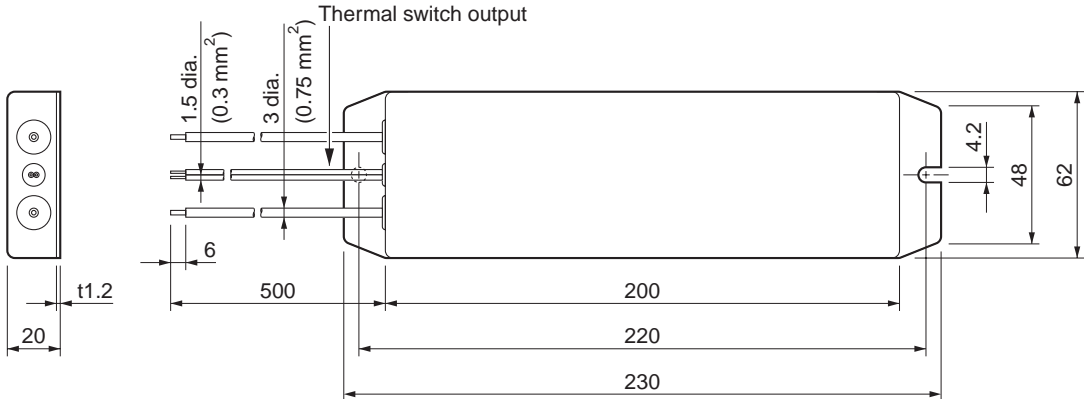 Thermal switch output
1.5 dia.
(0.3 mm²)
3 dia.
(0.75 mm²)
4.2
48
62
6
t1.2
500
200
20
220
230